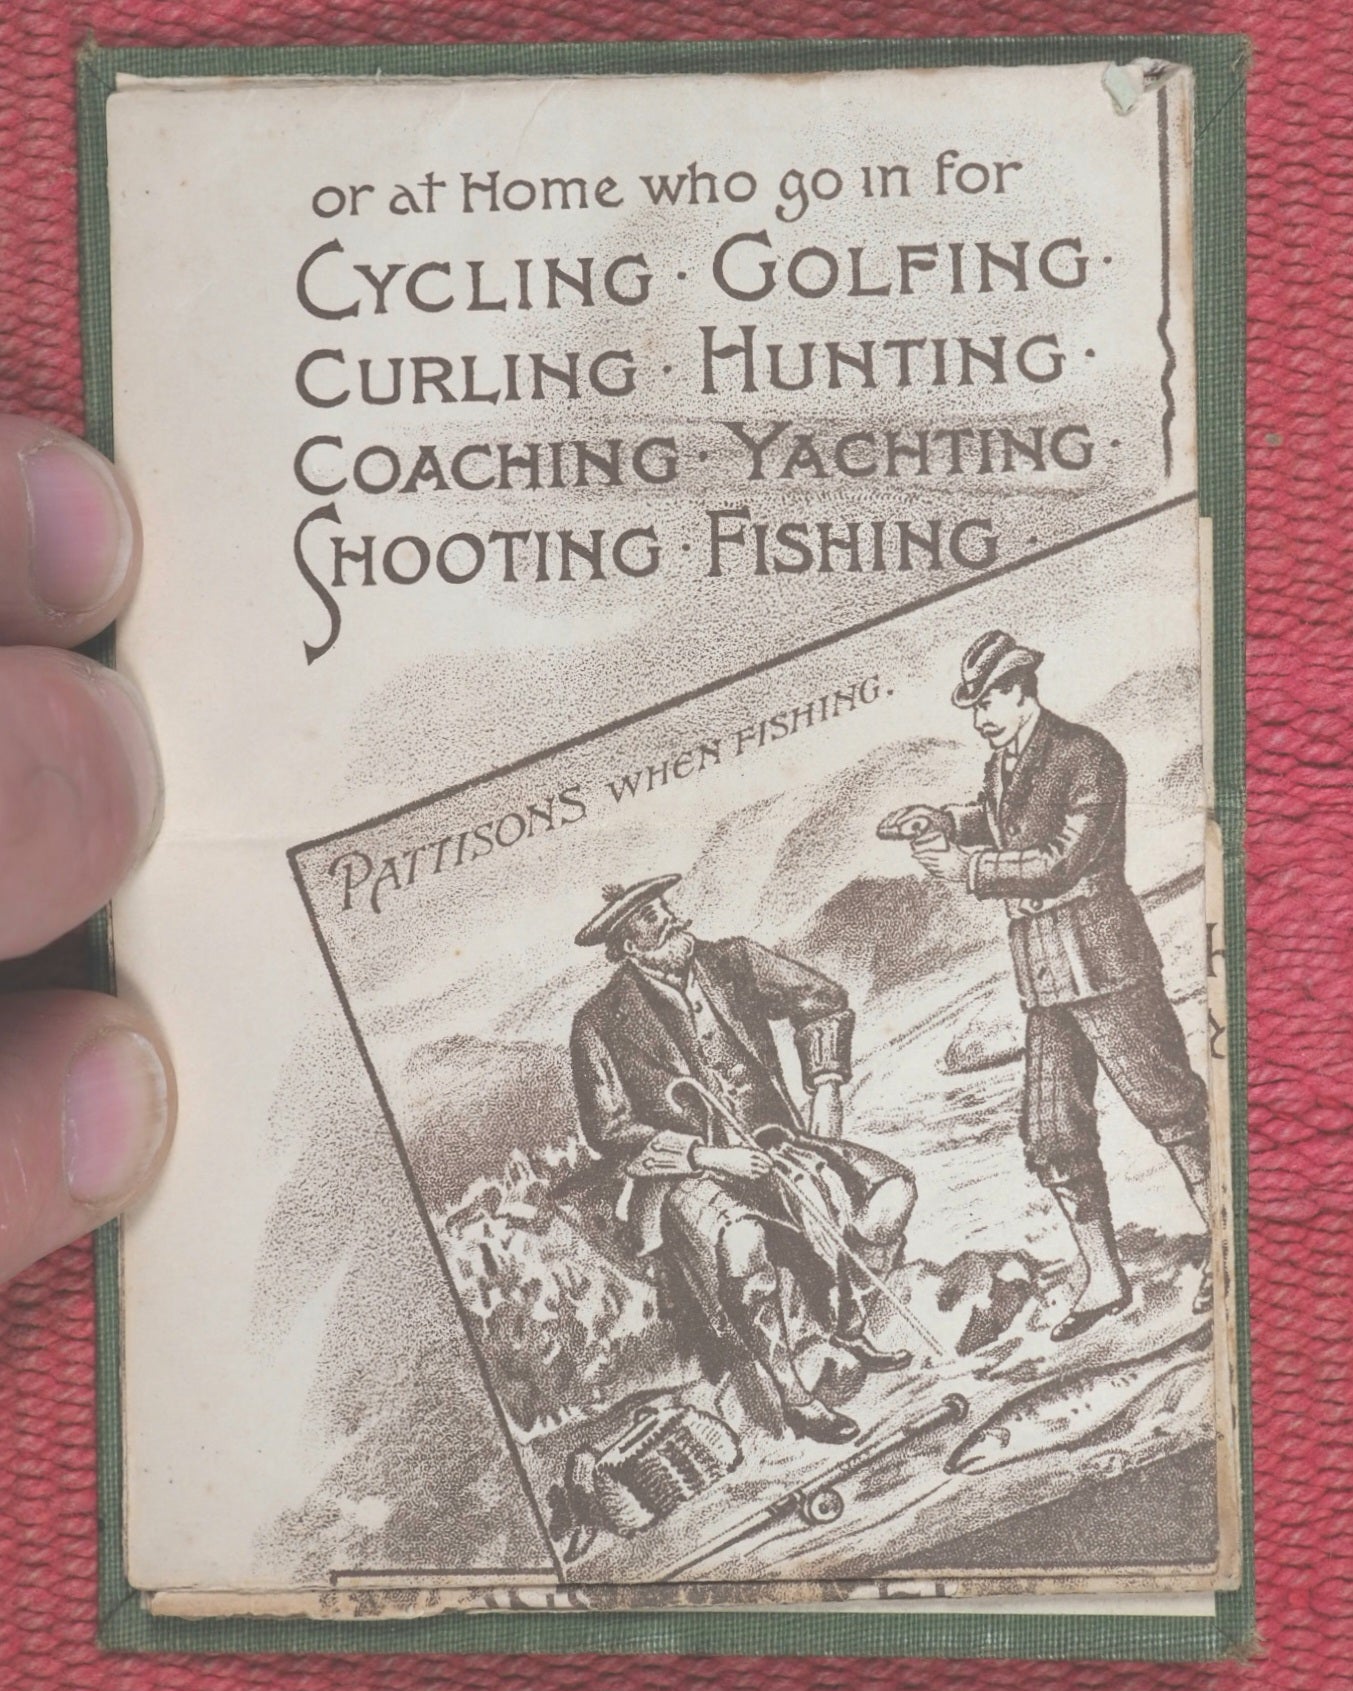 or at Home who go in for
CYCLING · GOLFING ·
CURLING · HUNTING ·
COACHING · YACHTING ·
SHOOTING · FISHING ·
PATTISONS WHEN FISHING.